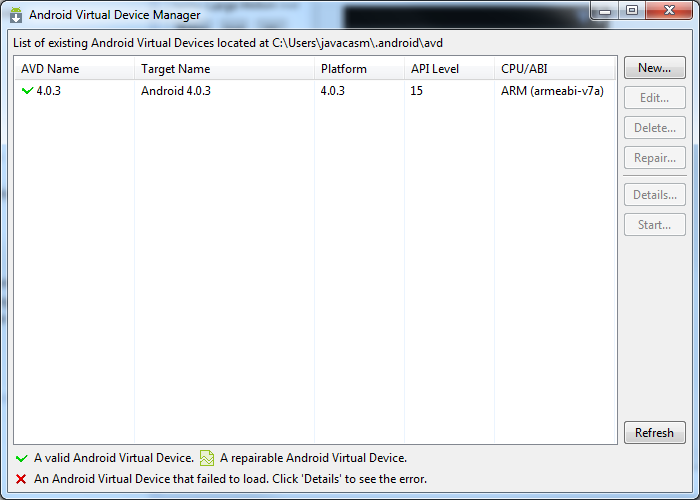 Android Virtual Device Manager
List of existing Android Virtual Devices located at C:\Users\javacasm\.android\avd
AVD Name Target Name Platform API Level CPU/ABI
4.0.3 Android 4.0.3 4.0.3 15 ARM (armeabi-v7a)
New...
Edit...
Delete...
Repair...
Details...
Start...
Refresh
A valid Android Virtual Device. A repairable Android Virtual Device.
An Android Virtual Device that failed to load. Click 'Details' to see the error.